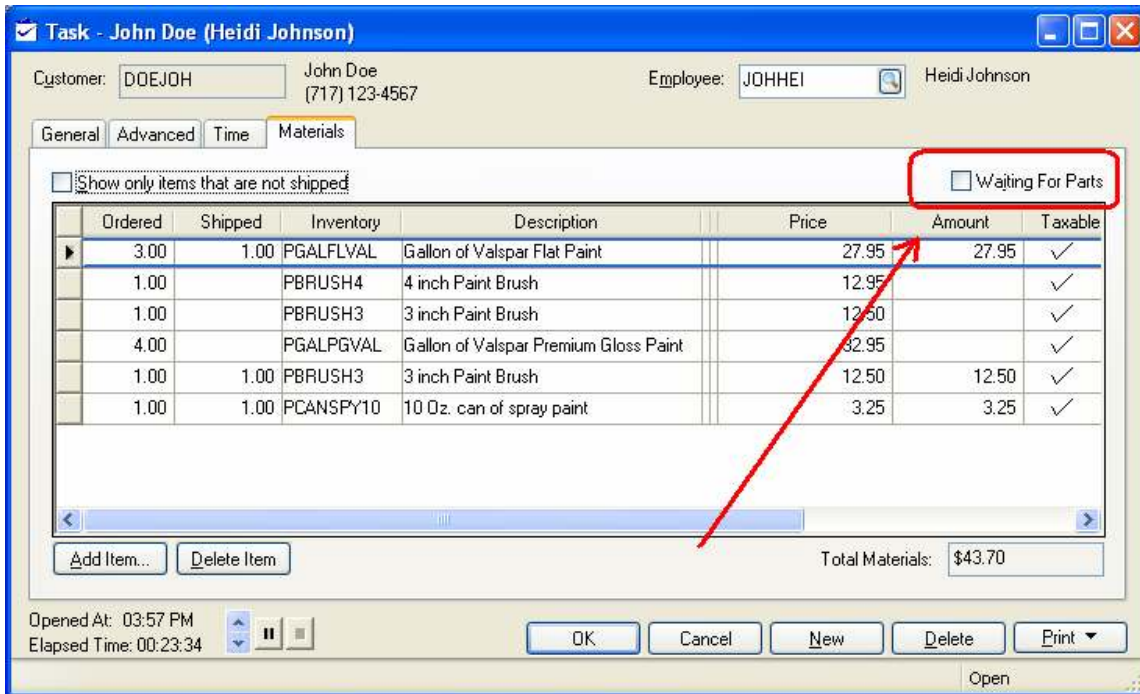 Task - John Doe (Heidi Johnson)
Customer: DOEJOH John Doe Employee: JOHHEI Heidi Johnson
(717) 123-4567
General Advanced Time Materials
Show only items that are not shipped Waiting For Parts
Ordered Shipped Inventory Description Price Amount Taxable
3.00 1.00 PGALFLVAL Gallon of Valspar Flat Paint 27.95 27.95
1.00 PBRUSH4 4 inch Paint Brush 12.95
1.00 PBRUSH3 3 inch Paint Brush 12.50
4.00 PGALPGVAL Gallon of Valspar Premium Gloss Paint 32.95
1.00 1.00 PBRUSH3 3 inch Paint Brush 12.50 12.50
1.00 1.00 PCANSPY10 10 Oz. can of spray paint 3.25 3.25
Add Item... Delete Item Total Materials: $43.70
Opened At: 03:57 PM
Elapsed Time: 00:23:34
OK Cancel New Delete Print
Open